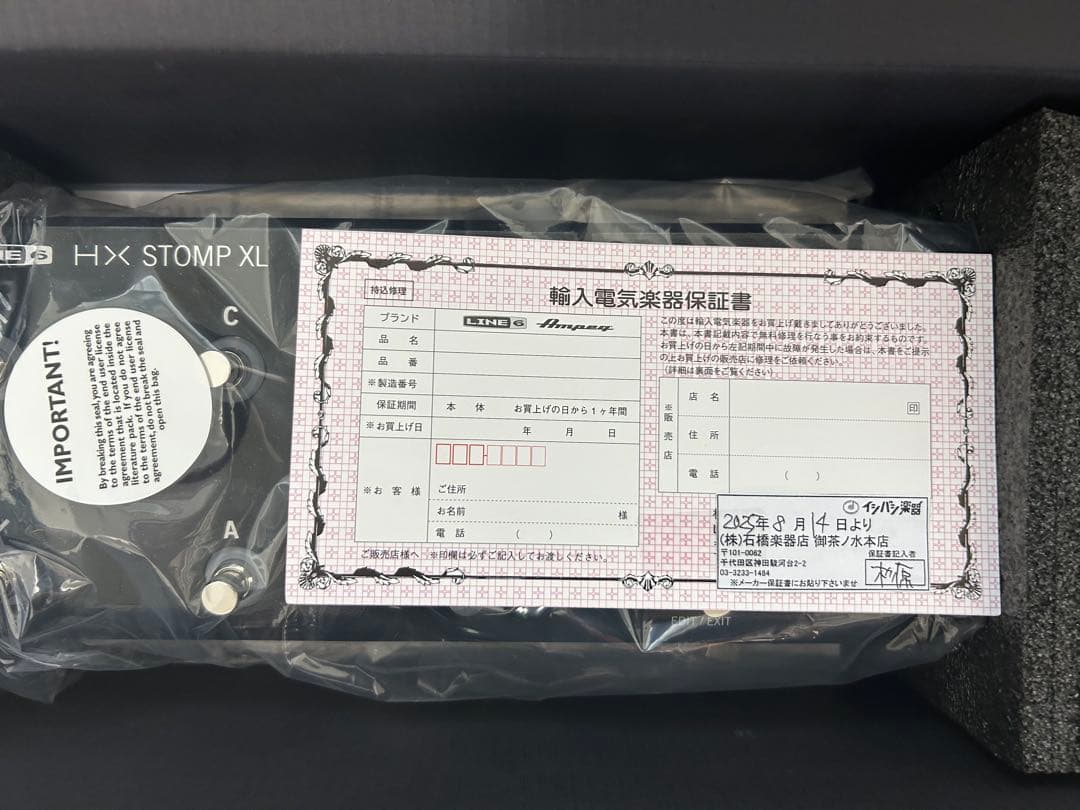 LINE 6 HX STOMP XL
C
A
IMPORTANT!
By breaking this seal, you are agreeing
to the terms of the end user license
agreement that is located inside the
literature pack. If you do not agree
to the terms of the end user license
agreement, do not break the seal and
open this bag.
持込修理
輸入電気楽器保証書
ブランド LINE 6 Ampeg
品 名
品 番
※製造番号
保証期間 本 体 お買上げの日から1ヶ年間
※お買上げ日 年 月 日
※お客様
ご住所
お名前 様
電 話 ( )
ご販売店様へ ※印欄は必ずご記入してお渡しください。
この度は輸入電気楽器をお買上げ戴きましてありがとうございました。
本書は、本書記載内容で無料修理を行なう事をお約束するものです。
お買上げの日から左記期間中に故障が発生した場合は、本書をご提示
の上お買上げの販売店に修理をご依頼ください。
(詳細は裏面をご覧ください)
※販売店
店 名 印
住 所
電 話 ( )
イシバシ楽器
2025年8月14日より
(株)石橋楽器店 御茶ノ水本店
〒101-0062 保証書記入者
千代田区神田駿河台2-2
03-3233-1484
※メーカー保証書にお貼り下さいませ
EDIT / EXIT